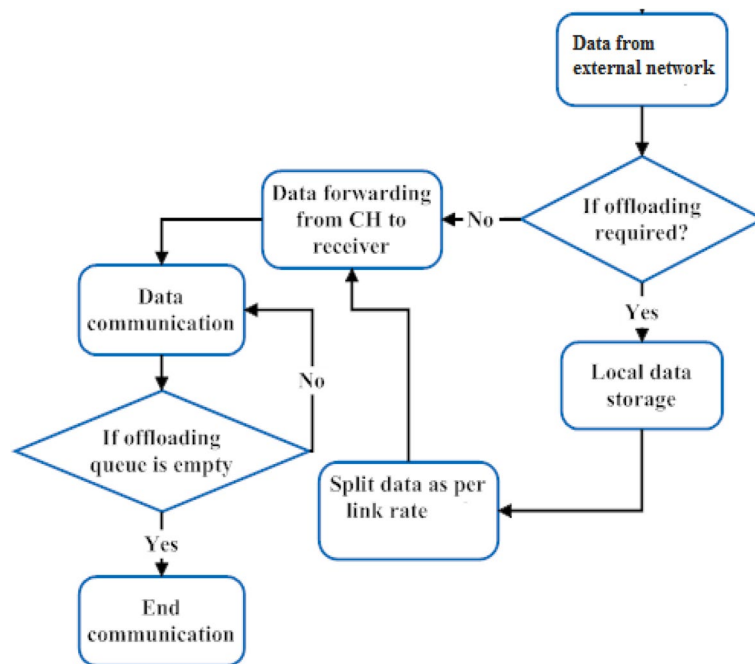 Data from
external network
If offloading
required?
No
Data forwarding
from CH to
receiver
Yes
Data
communication
Local data
storage
No
If offloading
queue is empty
Split data as per
link rate
Yes
End
communication